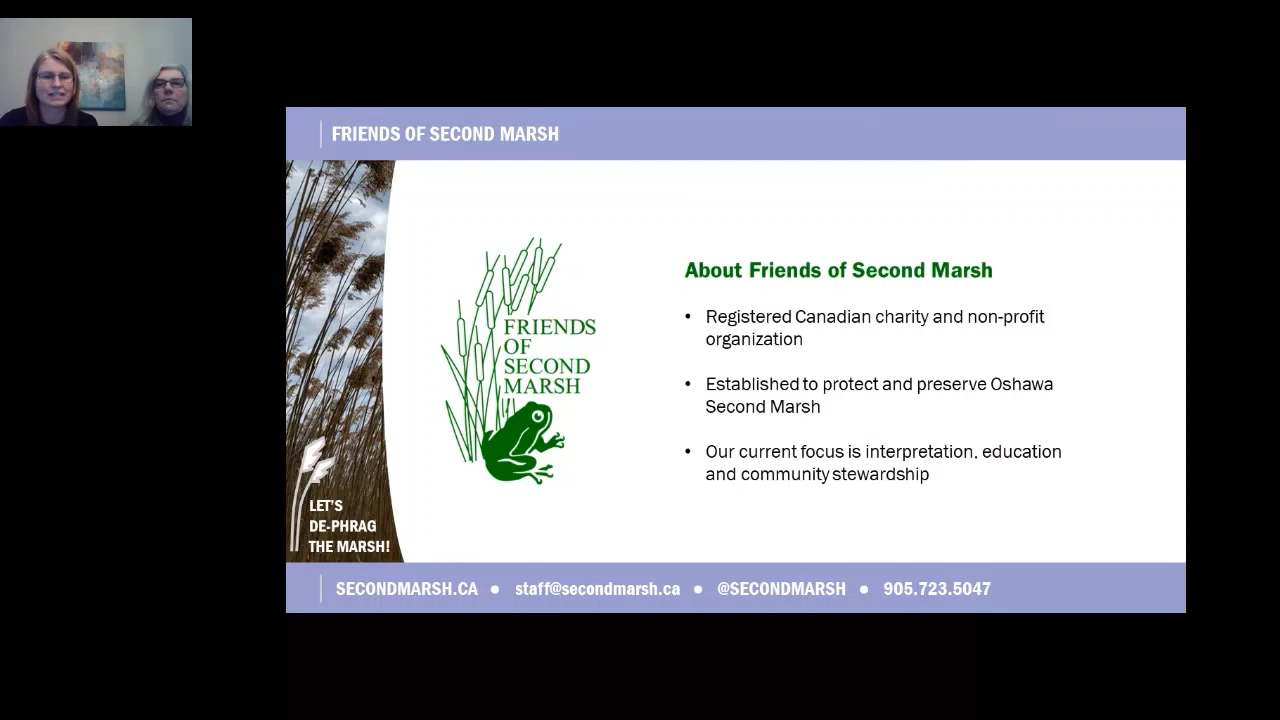 FRIENDS OF SECOND MARSH
FRIENDS
OF
SECOND
MARSH
About Friends of Second Marsh
• Registered Canadian charity and non-profit
organization
• Established to protect and preserve Oshawa
Second Marsh
• Our current focus is interpretation, education
and community stewardship
LET'S
DE-PHRAG
THE MARSH!
SECONDMARSH.CA • staff@secondmarsh.ca • @SECONDMARSH • 905.723.5047